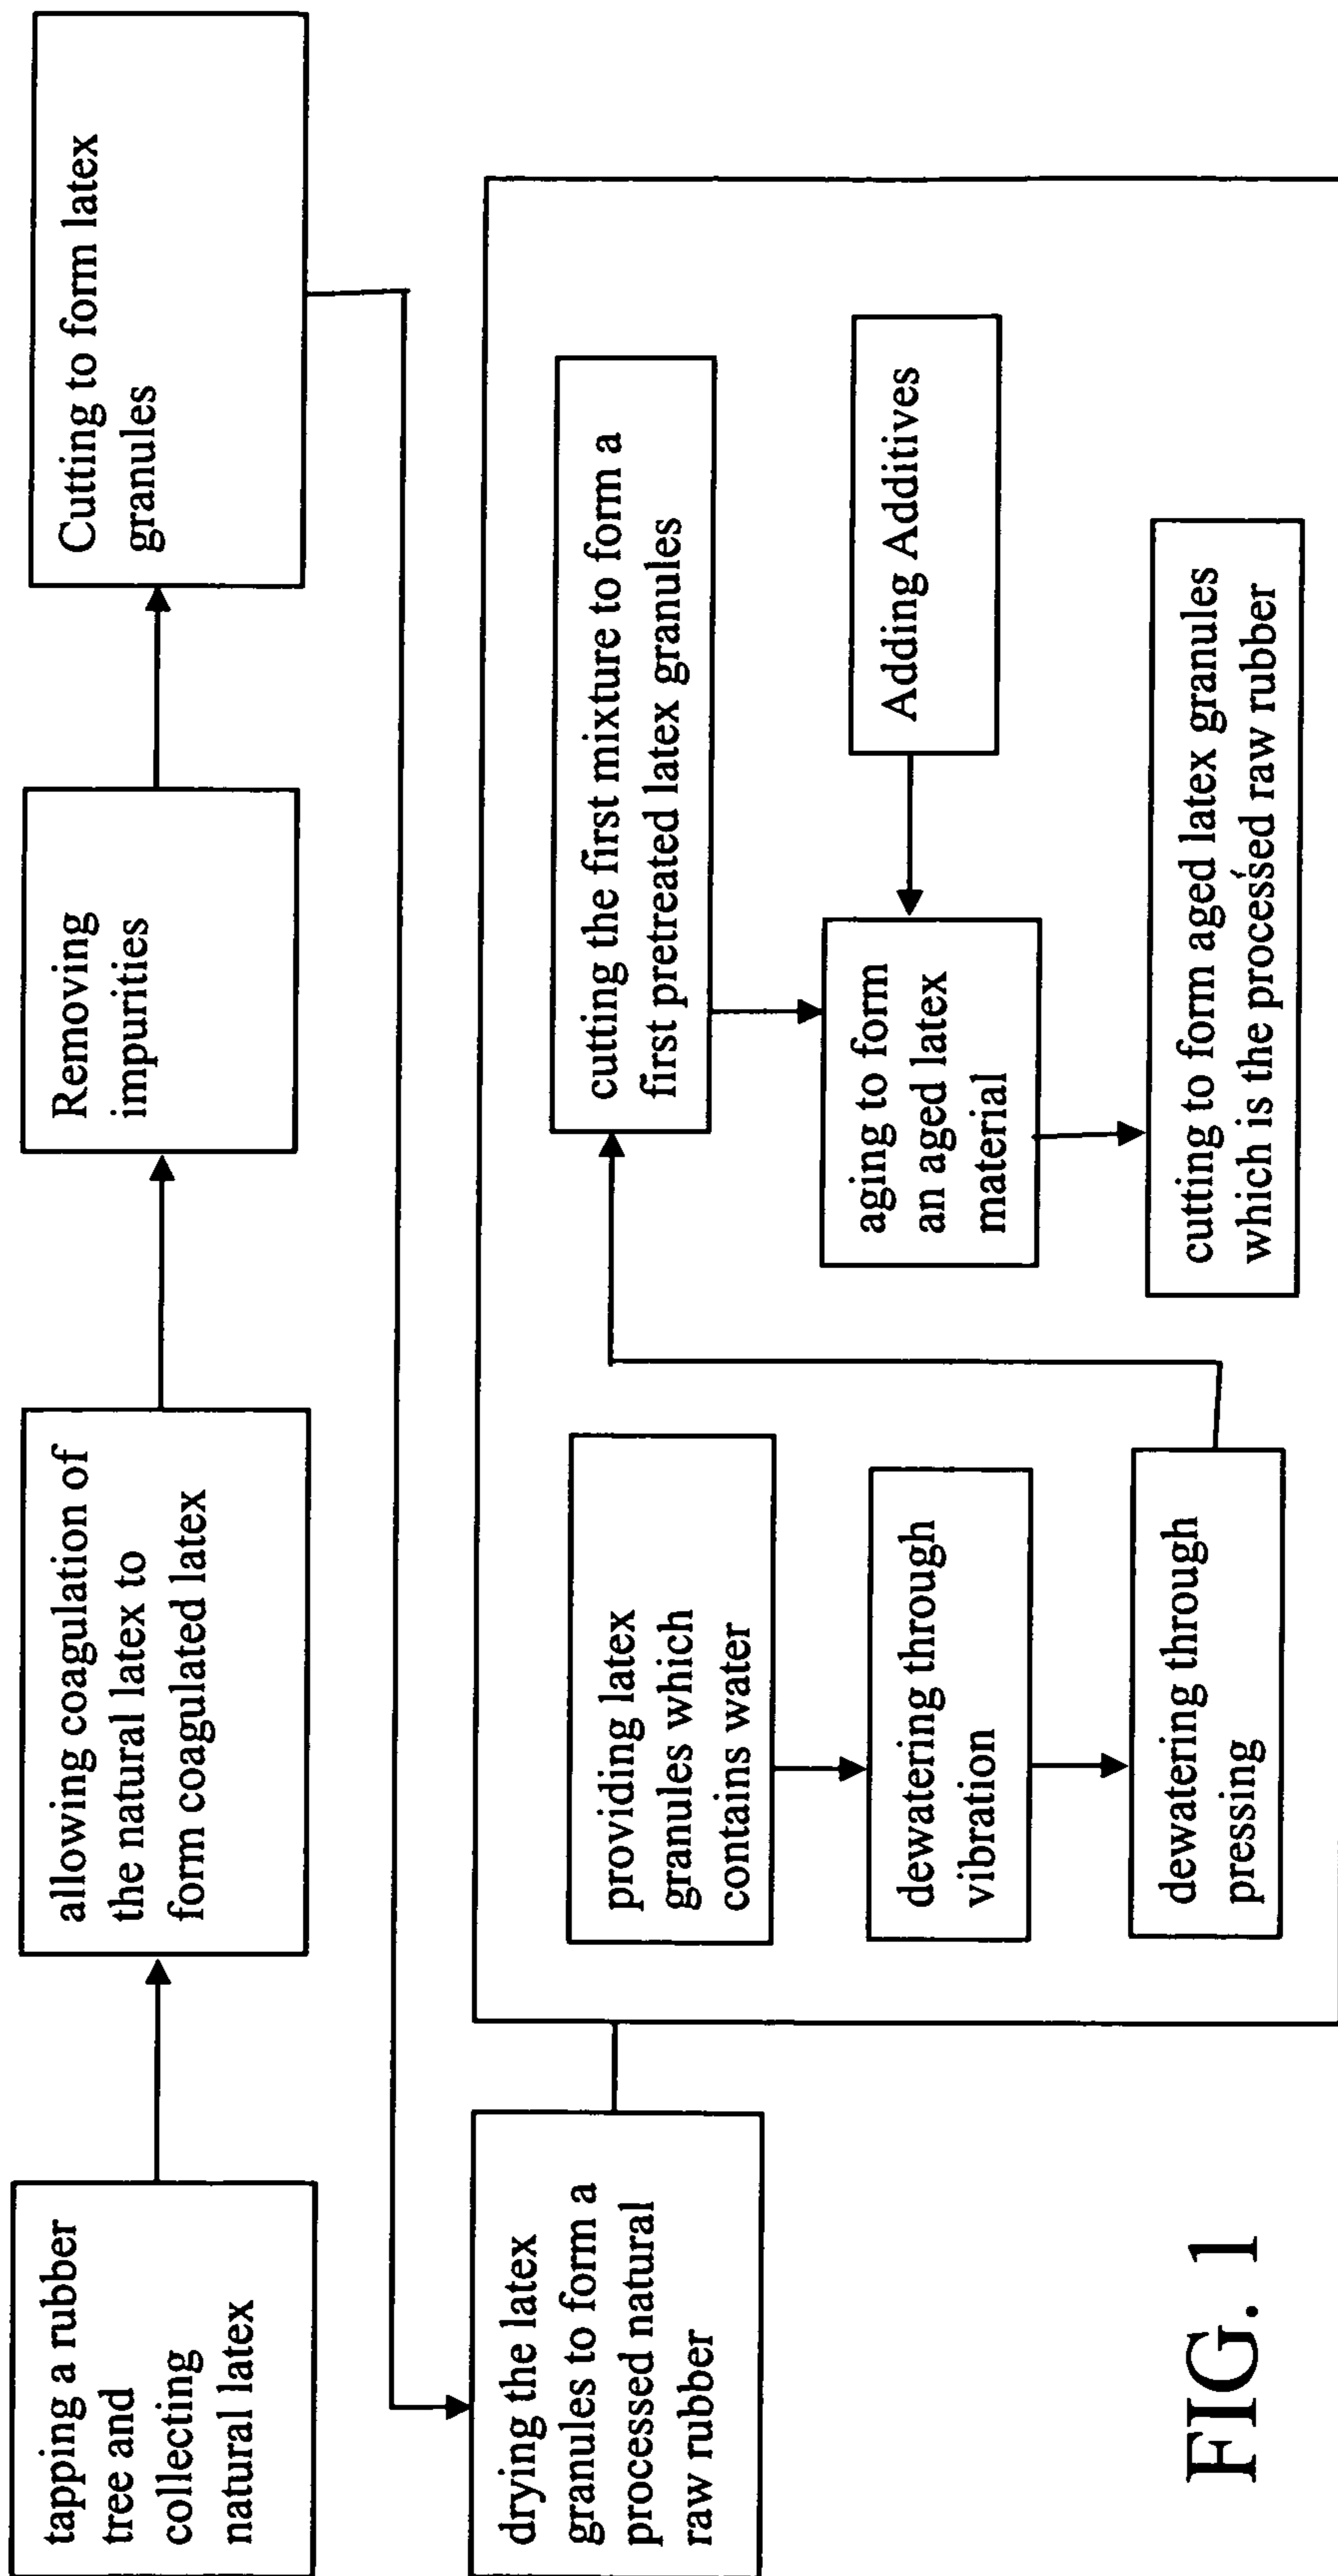 tapping a rubber
tree and
collecting
natural latex
allowing coagulation of
the natural latex to
form coagulated latex
Removing
impurities
Cutting to form latex
granules
drying the latex
granules to form a
processed natural
raw rubber
providing latex
granules which
contains water
dewatering through
vibration
dewatering through
pressing
cutting the first mixture to form a
first pretreated latex granules
aging to form
an aged latex
material
Adding Additives
cutting to form aged latex granules
which is the processed raw rubber
FIG. 1